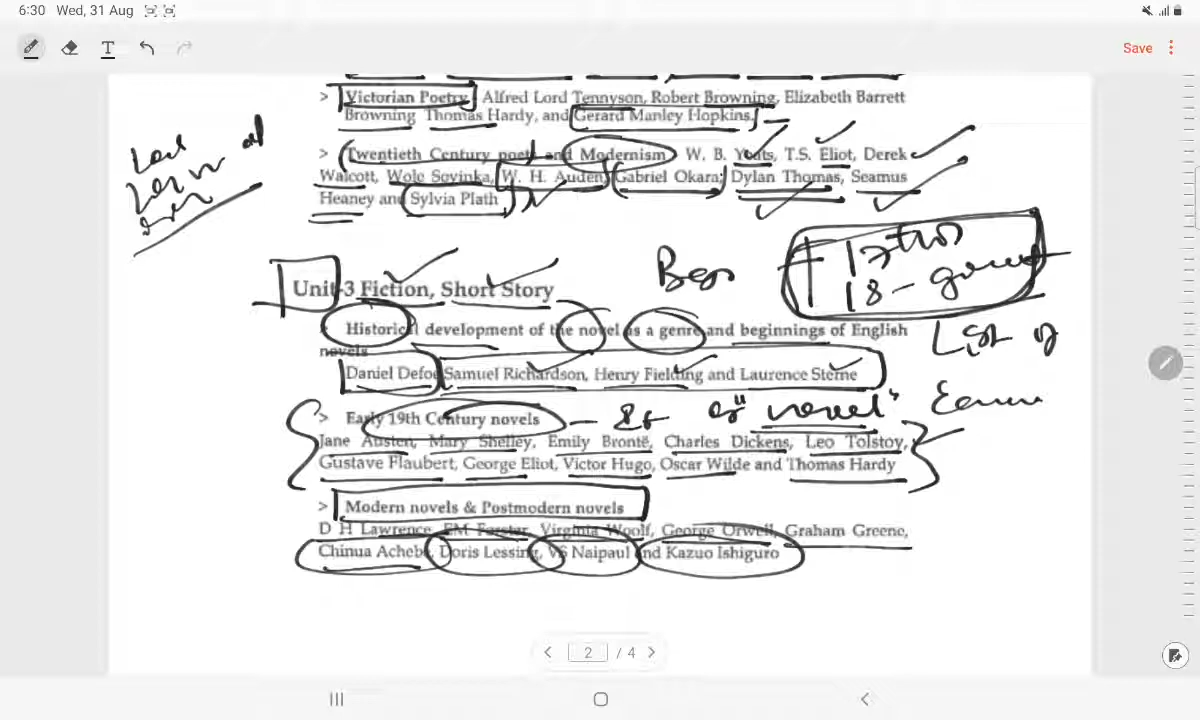 6:30 Wed, 31 Aug
T
Save
> Victorian Poetry, Alfred Lord Tennyson, Robert Browning, Elizabeth Barrett
Browning Thomas Hardy, and Gerard Manley Hopkins.
> Twentieth Century poets and Modernism W. B. Yeats, T.S. Eliot, Derek
Walcott, Wole Soyinka, W. H. Auden, Gabriel Okara; Dylan Thomas, Seamus
Heaney and Sylvia Plath
Unit-3 Fiction, Short Story
Historical development of the novel as a genre and beginnings of English
novels
Daniel Defoe, Samuel Richardson, Henry Fielding and Laurence Sterne
> Early 19th Century novels
"novel"
Jane Austen, Mary Shelley, Emily Brontë, Charles Dickens, Leo Tolstoy,
Gustave Flaubert, George Eliot, Victor Hugo, Oscar Wilde and Thomas Hardy
> Modern novels & Postmodern novels
D H Lawrence, EM Forster, Virginia Woolf, George Orwell, Graham Greene,
Chinua Achebe, Doris Lessing, VS Naipaul and Kazuo Ishiguro
List of
< 2 / 4 >